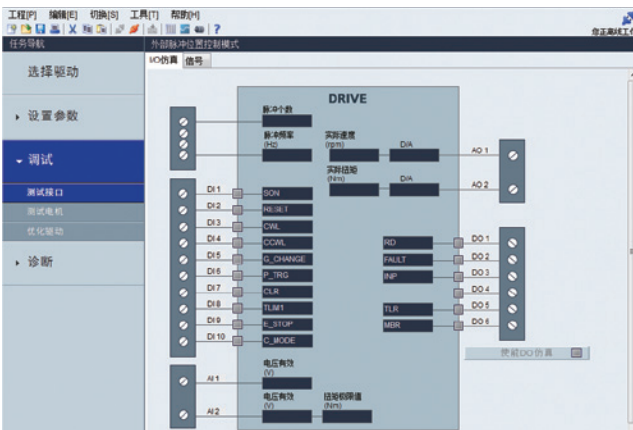 工程[P] 编辑[E] 切换[S] 工具[T] 帮助[H]
您正离线工作
任务导航
外部脉冲位置控制模式
I/O仿真 信号
选择驱动
设置参数
调试
测试接口
测试电机
优化驱动
诊断
DRIVE
脉冲个数
脉冲频率
(Hz)
实际速度
(rpm)
D/A
AO 1
实际扭矩
(Nm)
D/A
AO 2
DI 1 SON
DI 2 RESET
DI 3 CWL
DI 4 CCWL RD DO 1
DI 5 G_CHANGE FAULT DO 2
DI 6 P_TRG INP DO 3
DI 7 CLR DO 4
DI 8 TLIM1 TLR DO 5
DI 9 E_STOP MBR DO 6
DI 10 C_MODE
使能DO仿真
电压有效
(V)
AI 1
电压有效
(V)
扭矩极限值
(Nm)
AI 2